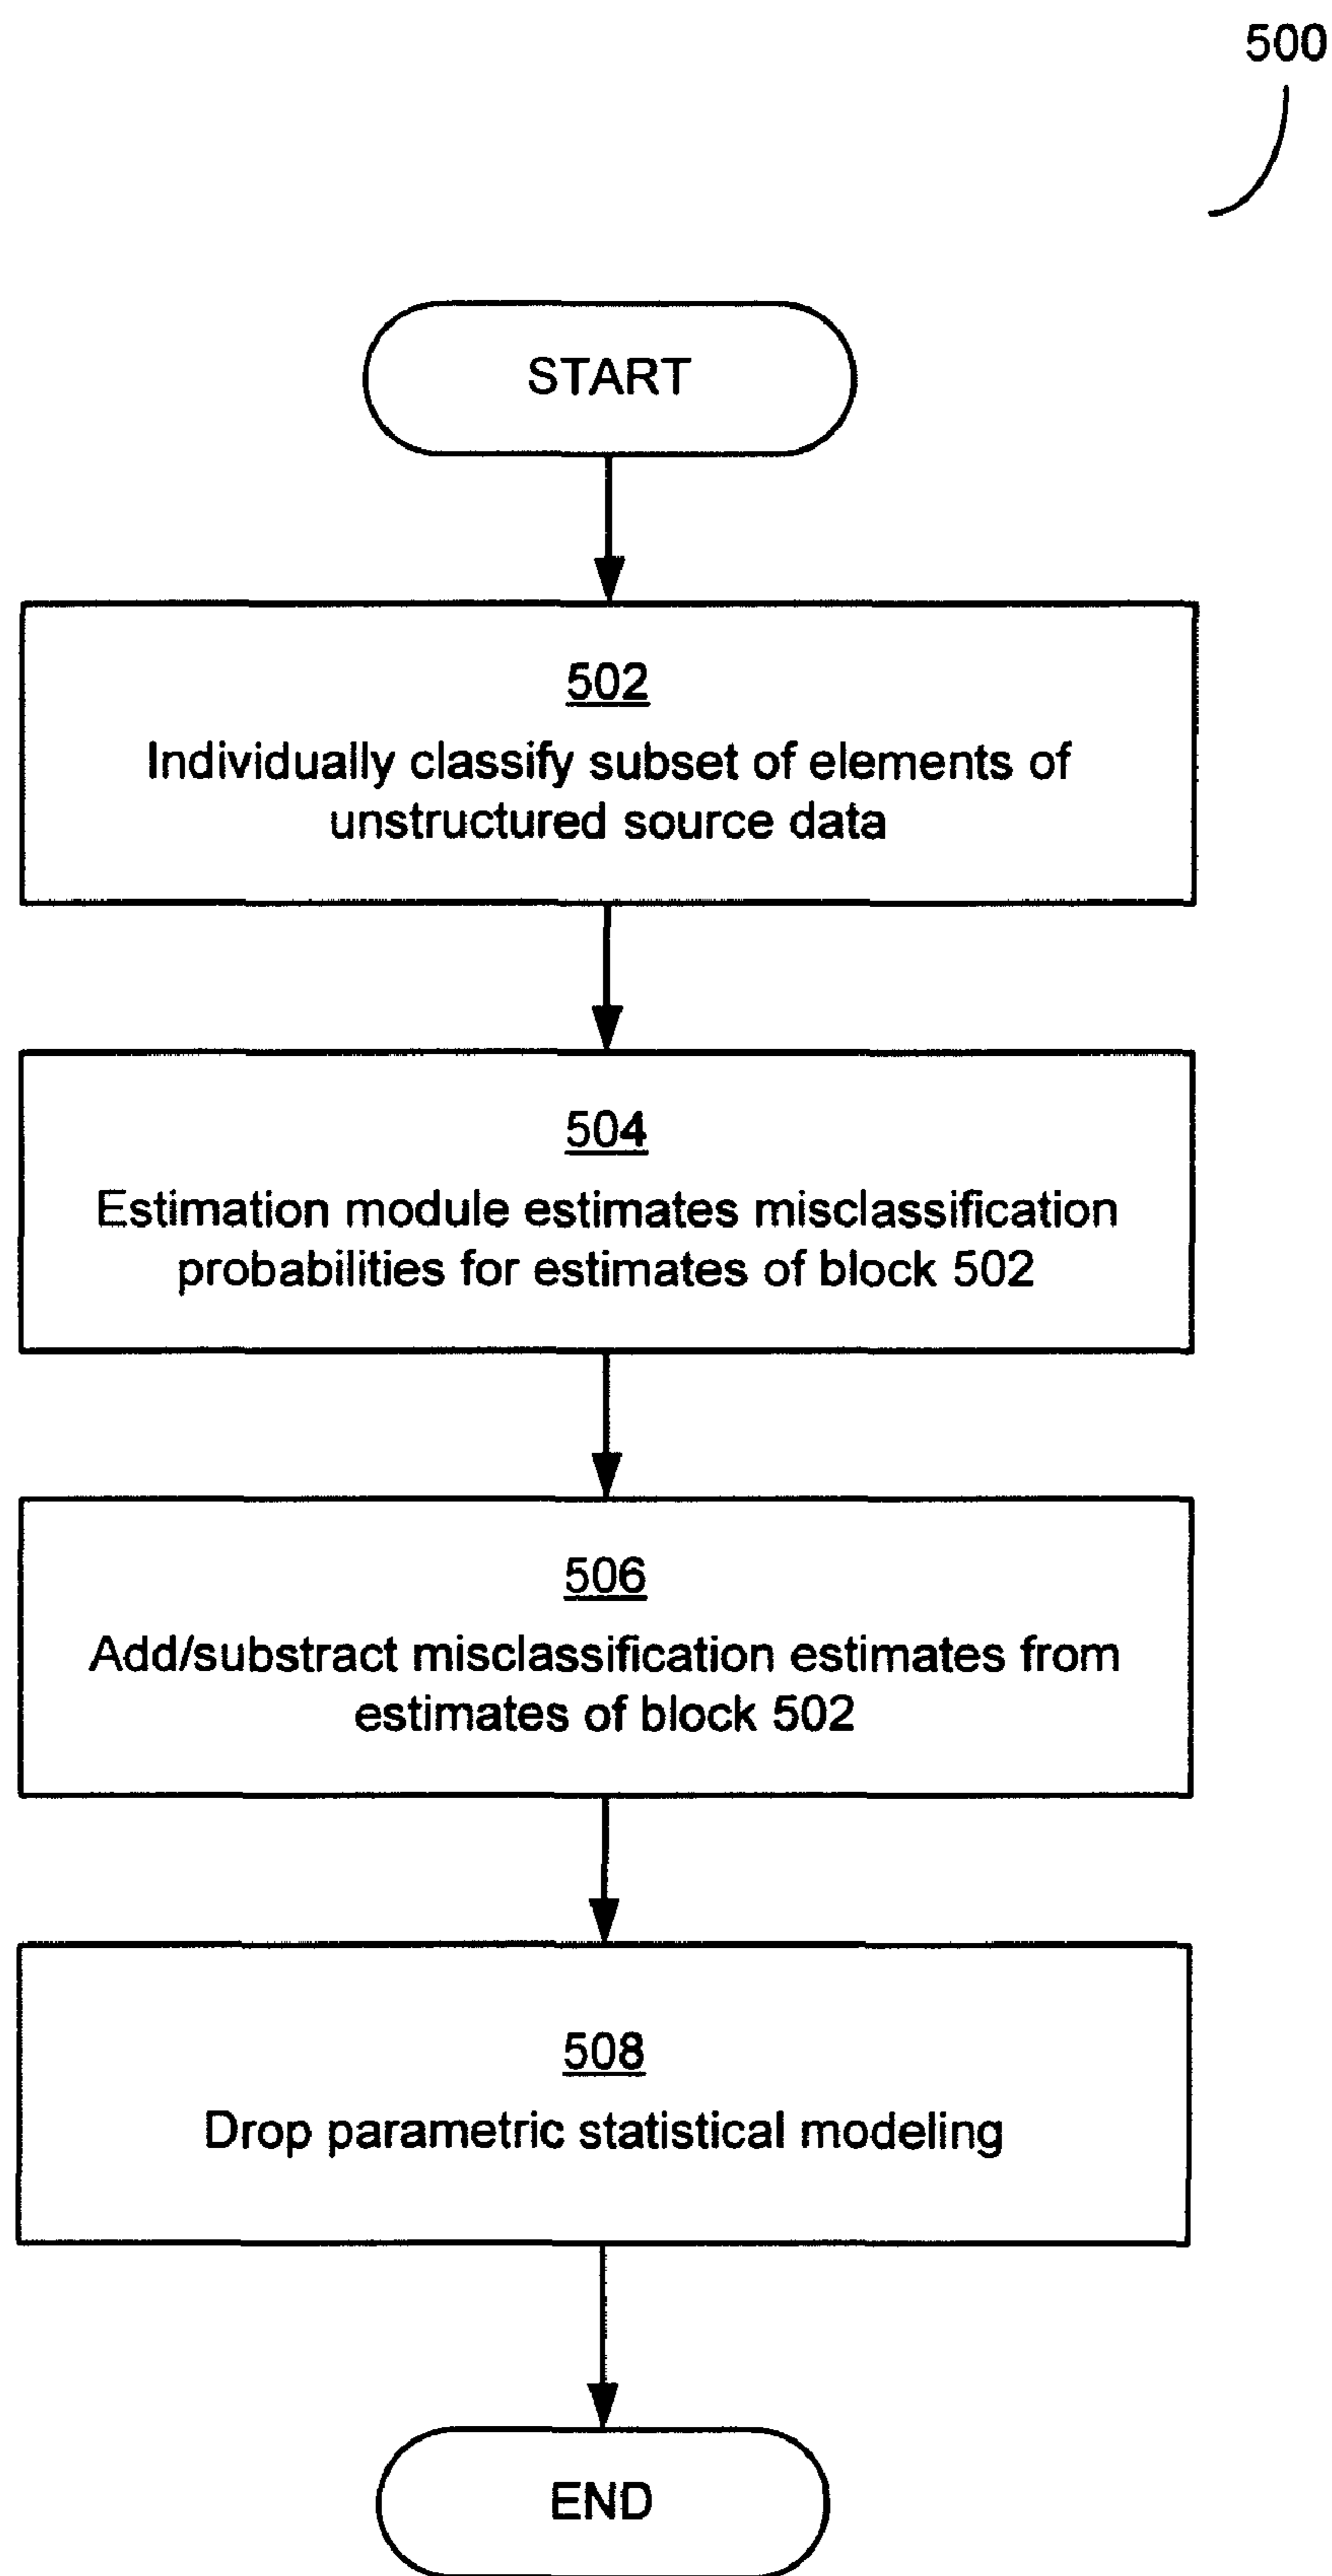 500
START
502
Individually classify subset of elements of
unstructured source data
504
Estimation module estimates misclassification
probabilities for estimates of block 502
506
Add/substract misclassification estimates from
estimates of block 502
508
Drop parametric statistical modeling
END